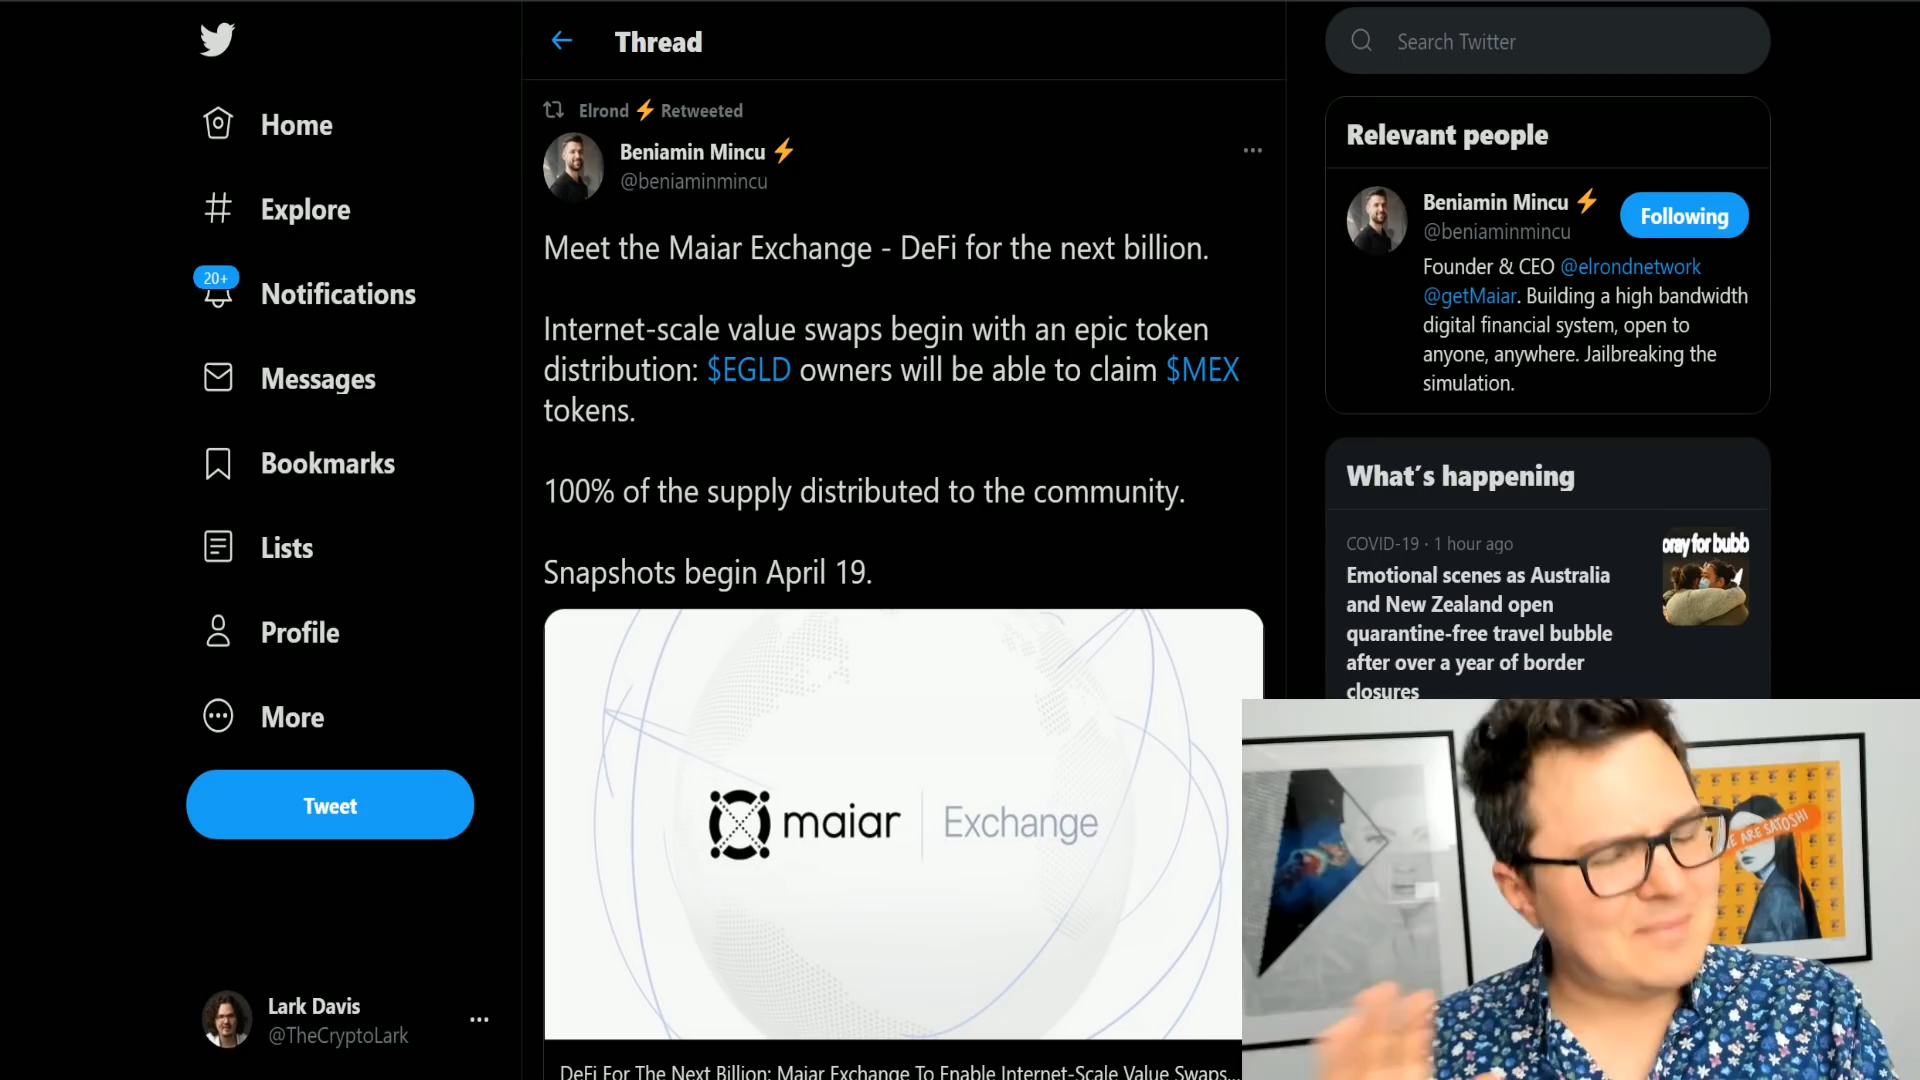 Home
Explore
20+
Notifications
Messages
Bookmarks
Lists
Profile
More
Tweet
Lark Davis
@TheCryptoLark
Thread
Elrond ⚡ Retweeted
Beniamin Mincu ⚡
@beniaminmincu
Meet the Maiar Exchange - DeFi for the next billion.
Internet-scale value swaps begin with an epic token
distribution: $EGLD owners will be able to claim $MEX
tokens.
100% of the supply distributed to the community.
Snapshots begin April 19.
maiar | Exchange
DeFi For The Next Billion: Maiar Exchange To Enable Internet-Scale Value Swaps...
Search Twitter
Relevant people
Beniamin Mincu ⚡
@beniaminmincu
Following
Founder & CEO @elrondnetwork
@getMaiar. Building a high bandwidth
digital financial system, open to
anyone, anywhere. Jailbreaking the
simulation.
What's happening
COVID-19 · 1 hour ago
Emotional scenes as Australia
and New Zealand open
quarantine-free travel bubble
after over a year of border
closures
pray for bubb
WE ARE SATOSHI